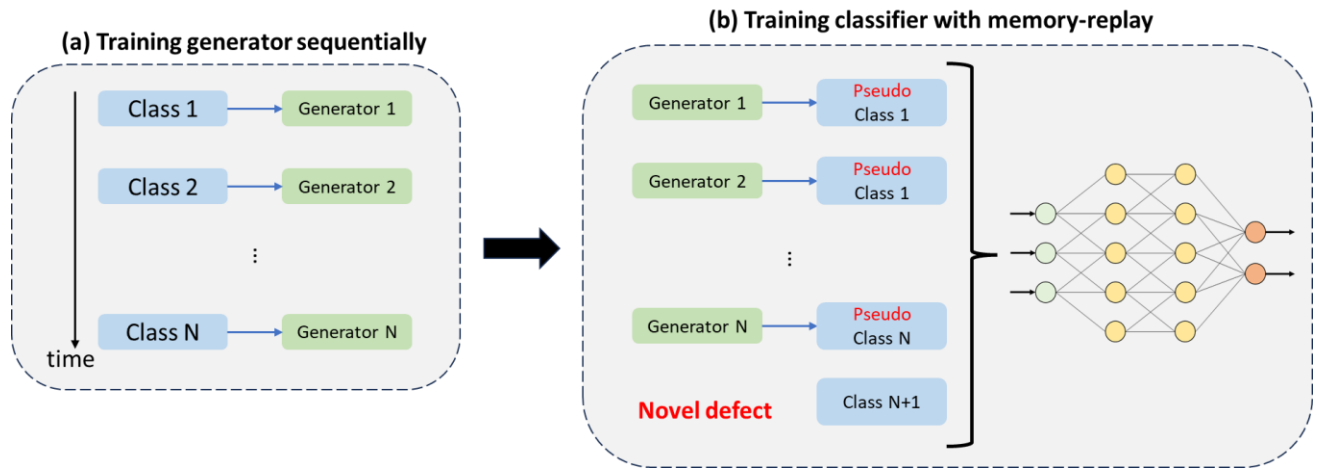 (a) Training generator sequentially
Class 1
Generator 1
Class 2
Generator 2
...
Class N
Generator N
time
(b) Training classifier with memory-replay
Generator 1
Pseudo
Class 1
Generator 2
Pseudo
Class 1
...
Generator N
Pseudo
Class N
Novel defect
Class N+1